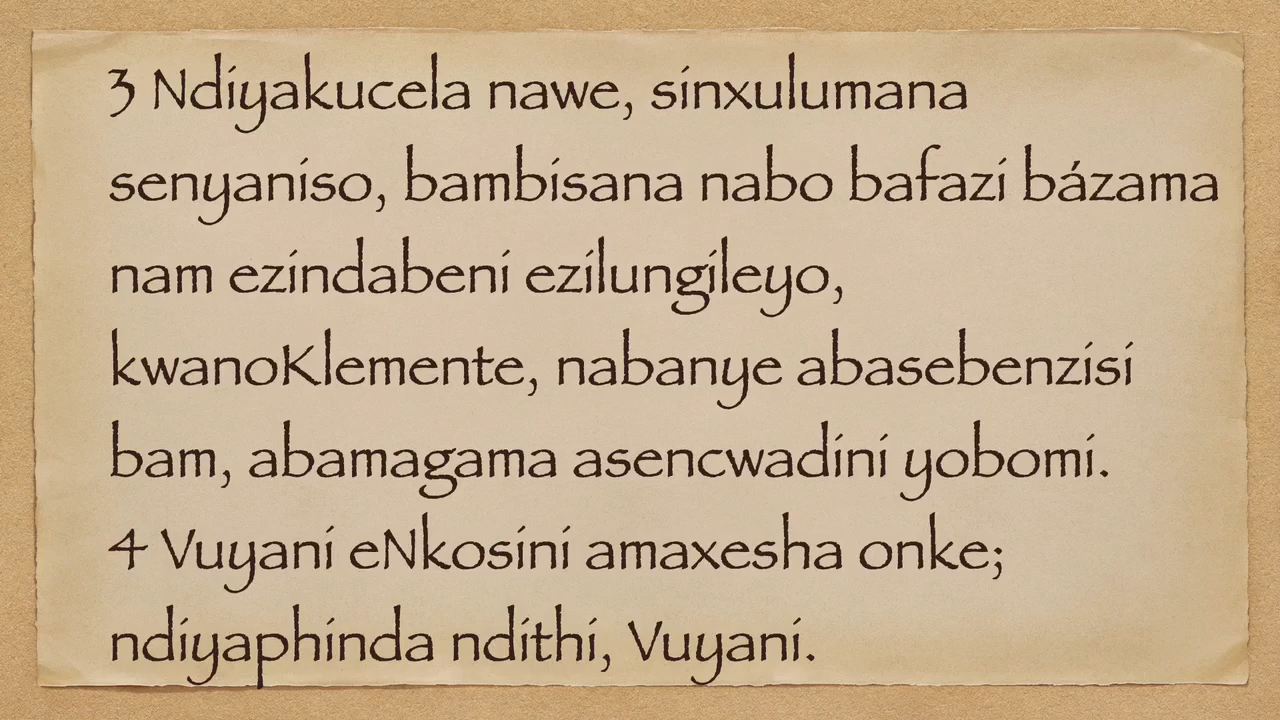 3 Ndiyakucela nawe, sinxulumana
senyaniso, bambisana nabo bafazi bázama
nam ezindabeni ezilungileyo,
kwanoKlemente, nabanye abasebenzisi
bam, abamagama asencwadini yobomi.
4 Vuyani eNkosini amaxesha onke;
ndiyaphinda ndithi, Vuyani.